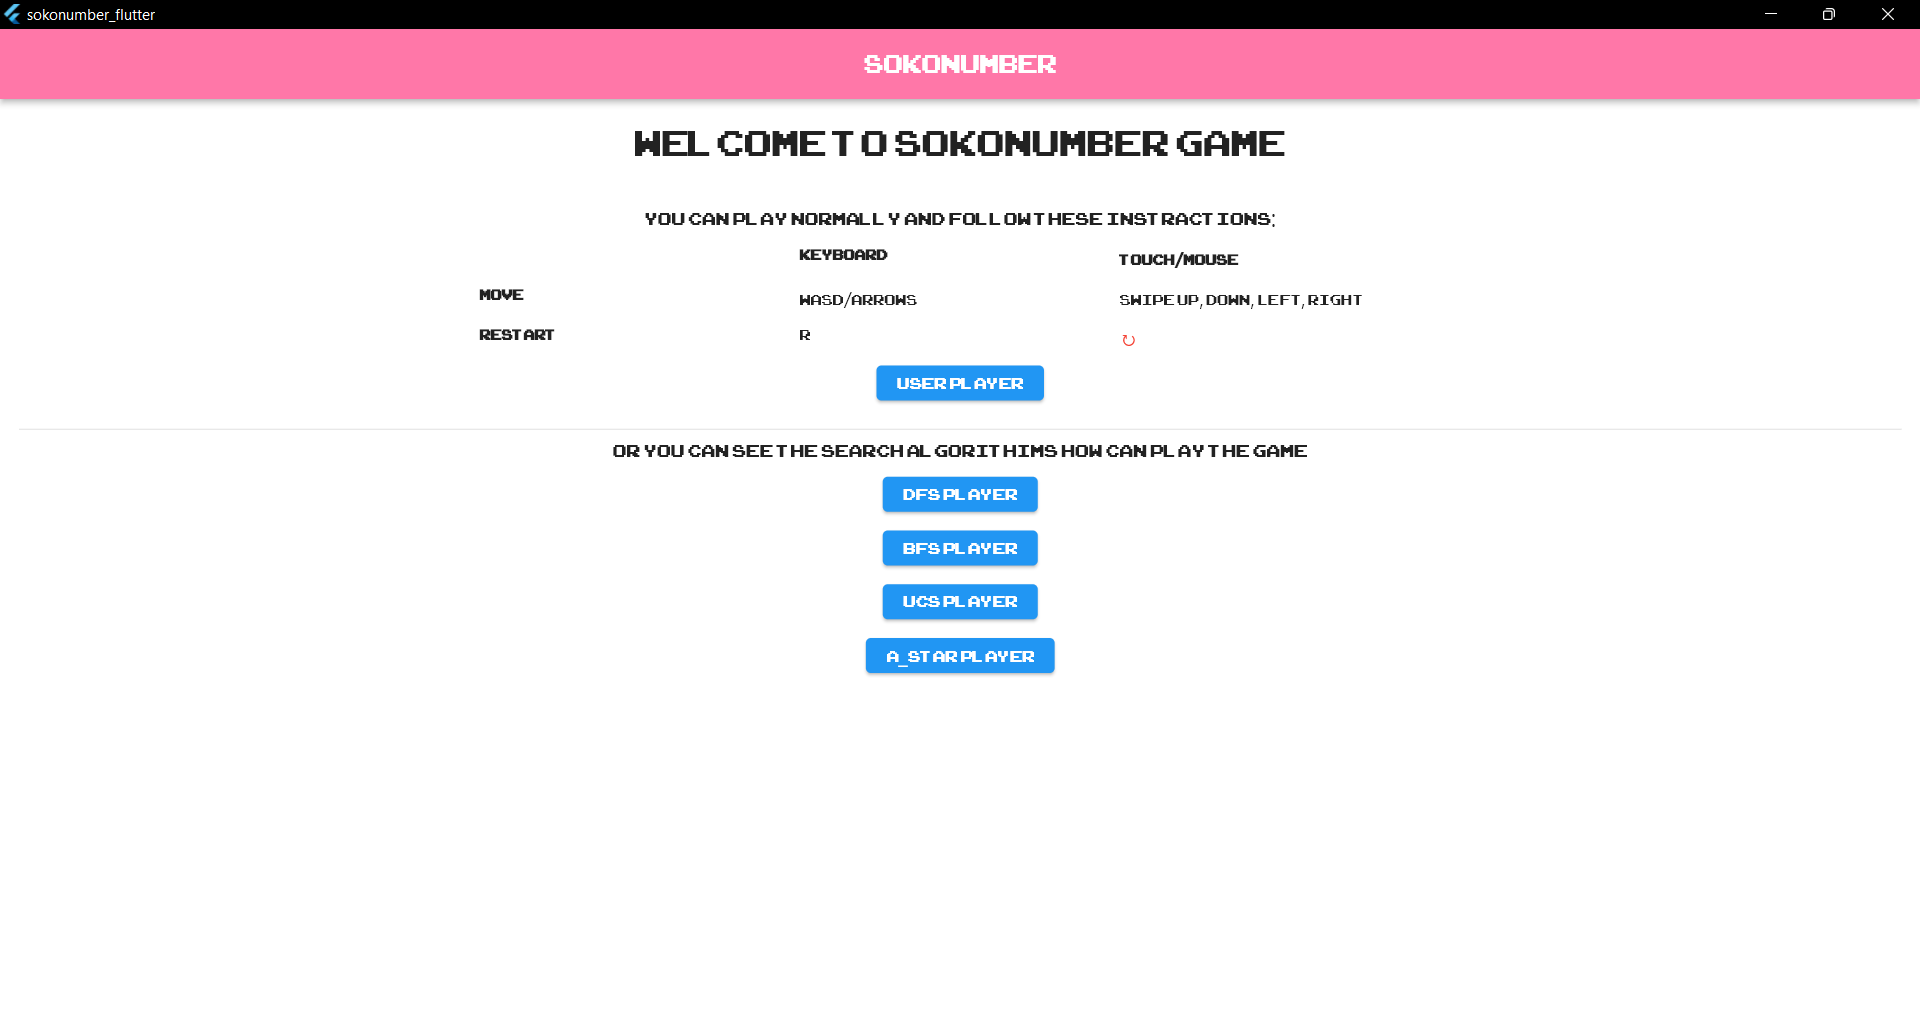 sokonumber_flutter
SOKONUMBER
WELCOME TO SOKONUMBER GAME
YOU CAN PLAY NORMALLY AND FOLLOW THESE INSTRACTIONS:
KEYBOARD TOUCH/MOUSE
MOVE WASD/ARROWS SWIPE UP, DOWN, LEFT, RIGHT
RESTART R ↻
USER PLAYER
OR YOU CAN SEE THE SEARCH ALGORITHIMS HOW CAN PLAY THE GAME
DFS PLAYER
BFS PLAYER
UCS PLAYER
A_STAR PLAYER